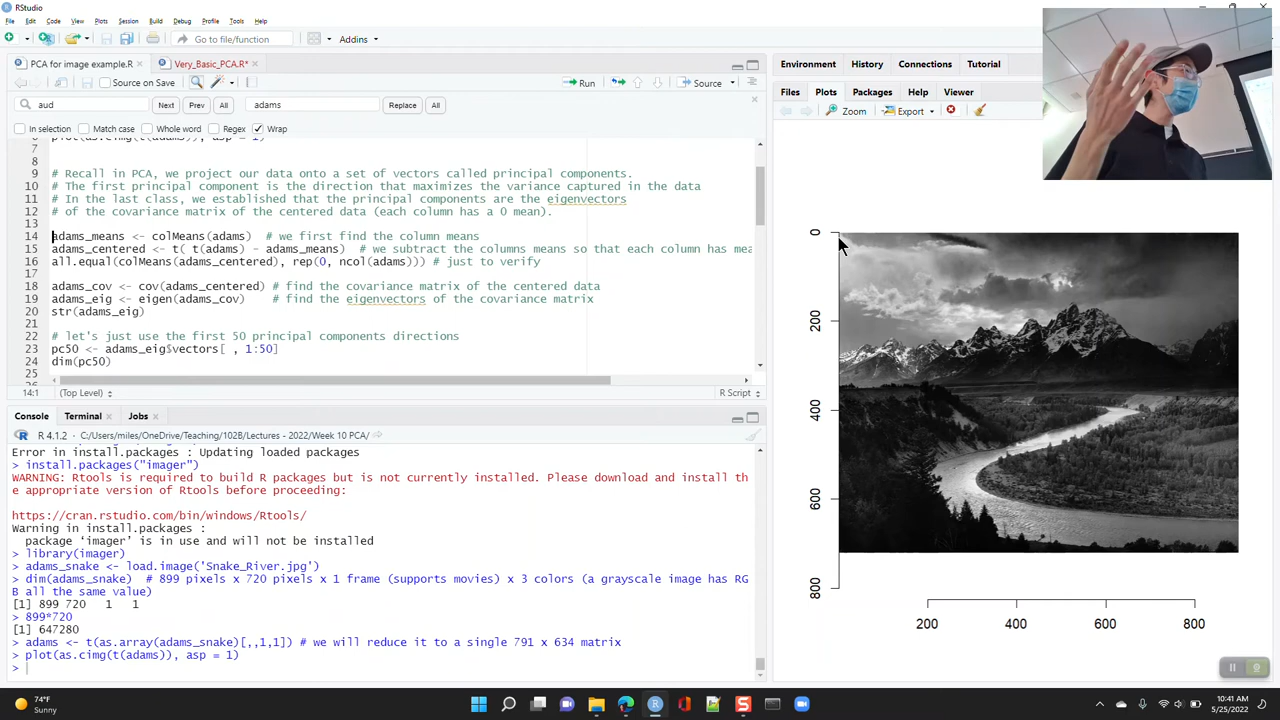 RStudio
File Edit Code View Plots Session Build Debug Profile Tools Help
Go to file/function Addins
PCA for image example.R Very_Basic_PCA.R*
Source on Save Run Source
aud Next Prev All adams Replace All
In selection Match case Whole word Regex Wrap
7
8
9 # Recall in PCA, we project our data onto a set of vectors called principal components.
10 # The first principal component is the direction that maximizes the variance captured in the data
11 # In the last class, we established that the principal components are the eigenvectors
12 # of the covariance matrix of the centered data (each column has a 0 mean).
13
14 adams_means <- colMeans(adams) # we first find the column means
15 adams_centered <- t( t(adams) - adams_means) # we subtract the columns means so that each column has mea
16 all.equal(colMeans(adams_centered), rep(0, ncol(adams))) # just to verify
17
18 adams_cov <- cov(adams_centered) # find the covariance matrix of the centered data
19 adams_eig <- eigen(adams_cov) # find the eigenvectors of the covariance matrix
20 str(adams_eig)
21
22 # let's just use the first 50 principal components directions
23 pc50 <- adams_eig$vectors[ , 1:50]
24 dim(pc50)
25
14:1 (Top Level) R Script
Console Terminal Jobs
R 4.1.2 · C:/Users/miles/OneDrive/Teaching/102B/Lectures - 2022/Week 10 PCA/
Error in install.packages : Updating loaded packages
> install.packages("imager")
WARNING: Rtools is required to build R packages but is not currently installed. Please download and install th
e appropriate version of Rtools before proceeding:
https://cran.rstudio.com/bin/windows/Rtools/
Warning in install.packages :
package ‘imager’ is in use and will not be installed
> library(imager)
> adams_snake <- load.image('Snake_River.jpg')
> dim(adams_snake) # 899 pixels x 720 pixels x 1 frame (supports movies) x 3 colors (a grayscale image has RG
B all the same value)
[1] 899 720 1 1
> 899*720
[1] 647280
> adams <- t(as.array(adams_snake)[,,1,1]) # we will reduce it to a single 791 x 634 matrix
> plot(as.cimg(t(adams)), asp = 1)
>
Environment History Connections Tutorial
Files Plots Packages Help Viewer
Zoom Export
0
200
400
600
800
200 400 600 800
74°F
Sunny
10:41 AM
5/25/2022